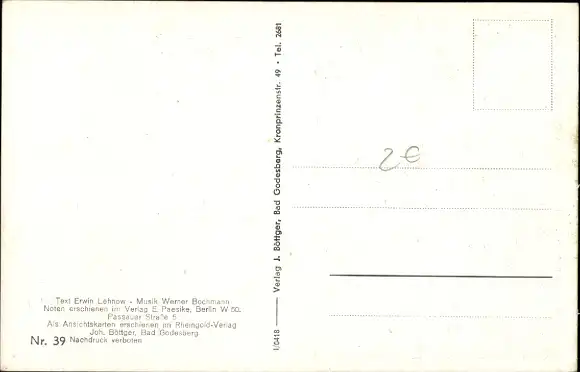 Text Erwin Lehnow - Musik Werner Bochmann
Noten erschienen im Verlag E. Paesike, Berlin W 50.
Passauer Straße 5
Als Ansichtskarten erschienen im Rheingold-Verlag
Joh. Böttger, Bad Godesberg
Nr. 39 Nachdruck verboten
I/0418 — Verlag J. Böttger, Bad Godesberg, Kronprinzenstr. 49 • Tel. 2681
2€